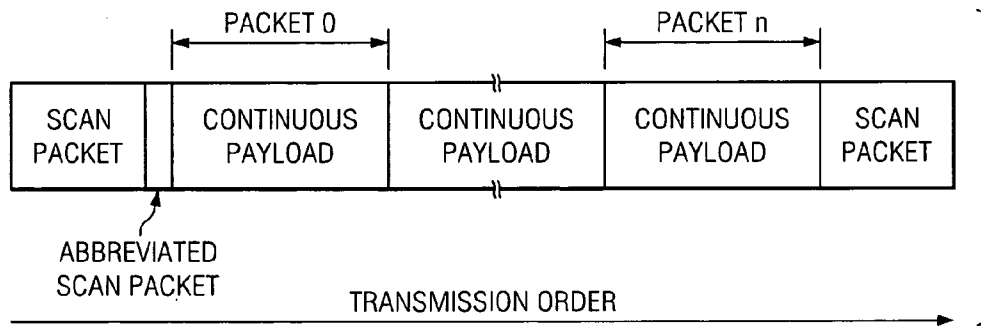 PACKET 0
PACKET n
SCAN
PACKET
CONTINUOUS
PAYLOAD
CONTINUOUS
PAYLOAD
CONTINUOUS
PAYLOAD
SCAN
PACKET
ABBREVIATED
SCAN PACKET
TRANSMISSION ORDER